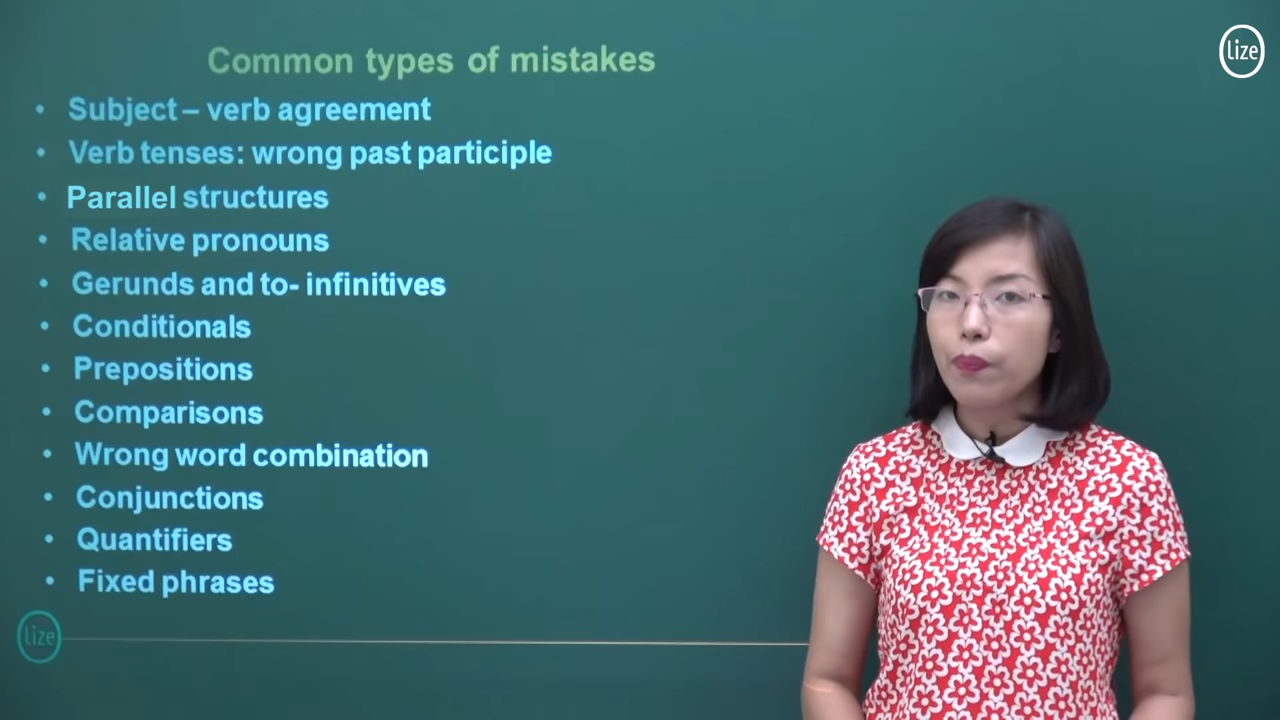 lize
Common types of mistakes
• Subject – verb agreement
• Verb tenses: wrong past participle
• Parallel structures
• Relative pronouns
• Gerunds and to- infinitives
• Conditionals
• Prepositions
• Comparisons
• Wrong word combination
• Conjunctions
• Quantifiers
• Fixed phrases
lize